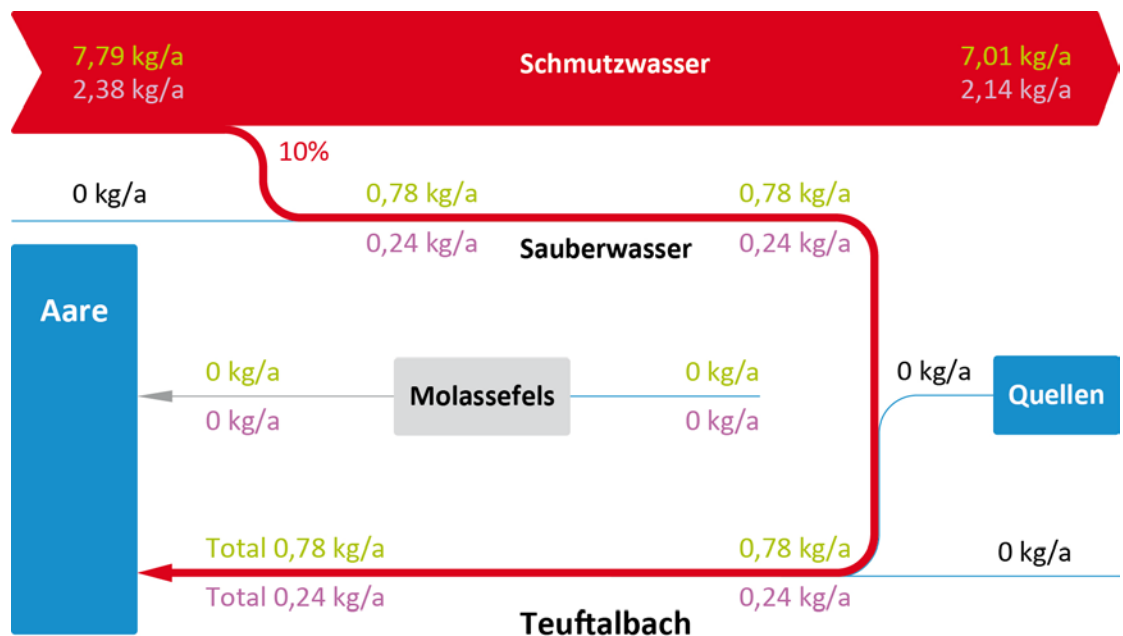 7,79 kg/a
2,38 kg/a
Schmutzwasser
7,01 kg/a
2,14 kg/a
10%
0 kg/a
0,78 kg/a
0,78 kg/a
0,24 kg/a
Sauberwasser
0,24 kg/a
Aare
0 kg/a
0 kg/a
Molassefels
0 kg/a
0 kg/a
0 kg/a
Quellen
Total 0,78 kg/a
Total 0,24 kg/a
0,78 kg/a
0,24 kg/a
0 kg/a
Teuftalbach